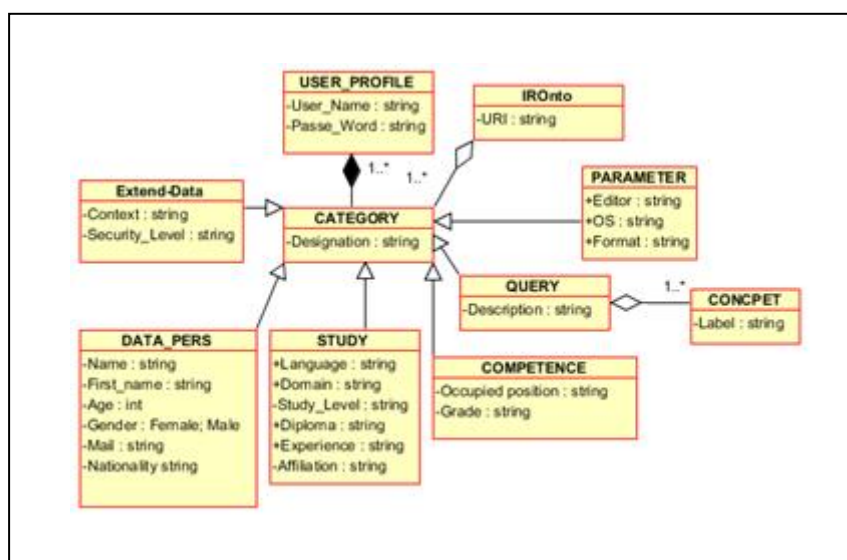 USER_PROFILE
-User_Name : string
-Passe_Word : string
IROnto
-URI : string
1..*
1..*
Extend-Data
-Context : string
-Security_Level : string
CATEGORY
-Designation : string
PARAMETER
+Editor : string
+OS : string
+Format : string
QUERY
-Description : string
1..*
CONCPET
-Label : string
DATA_PERS
-Name : string
-First_name : string
-Age : int
-Gender : Female; Male
-Mail : string
-Nationality string
STUDY
+Language : string
+Domain : string
-Study_Level : string
+Diploma : string
+Experience : string
-Affiliation : string
COMPETENCE
-Occupied position : string
-Grade : string